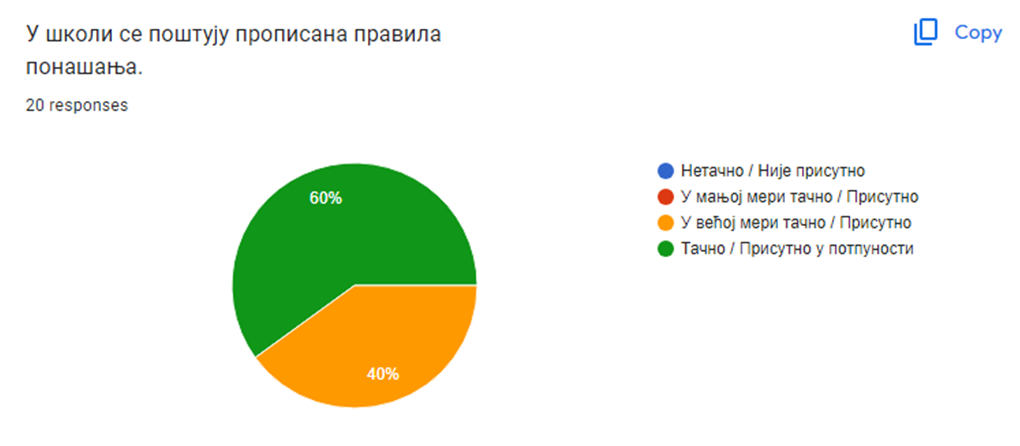 У школи се поштују прописана правила
понашања.
Copy
20 responses
60%
40%
Нетачно / Није присутно
У мањој мери тачно / Присутно
У већој мери тачно / Присутно
Тачно / Присутно у потпуности